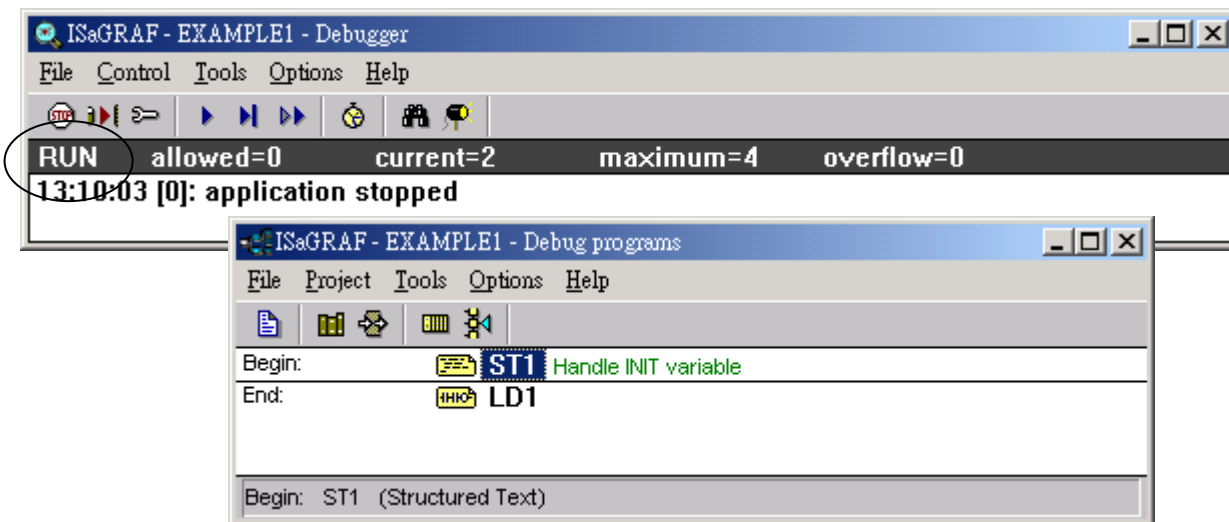 ISaGRAF - EXAMPLE1 - Debugger
File Control Tools Options Help
STOP
RUN allowed=0 current=2 maximum=4 overflow=0
13:10:03 [0]: application stopped
ISaGRAF - EXAMPLE1 - Debug programs
File Project Tools Options Help
Begin: ST1 Handle INIT variable
End: LD1
Begin: ST1 (Structured Text)